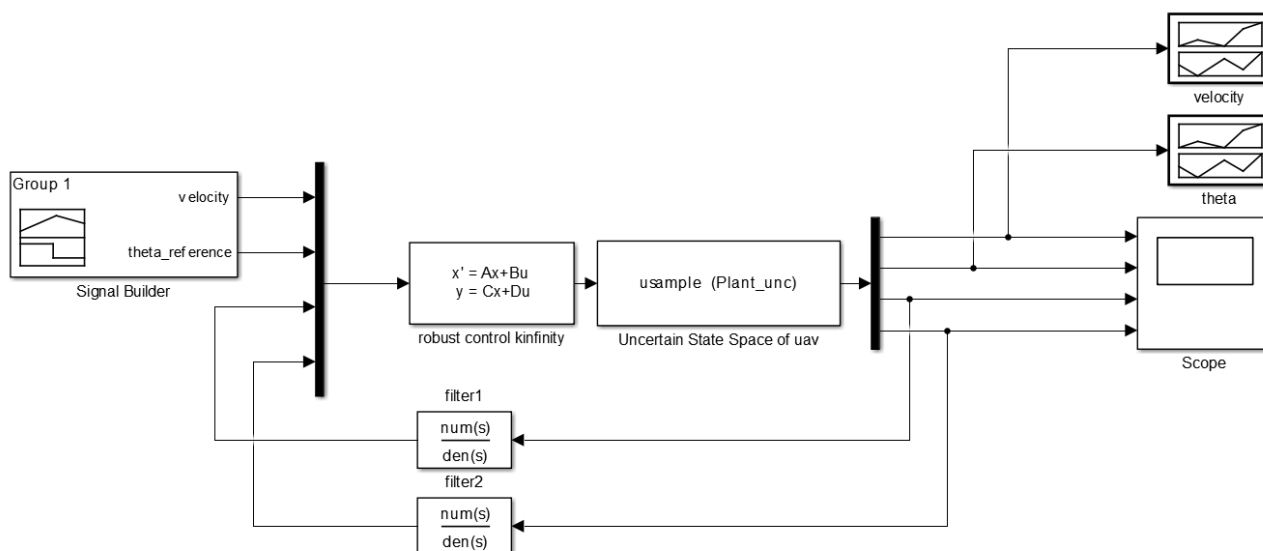 velocity
theta
Group 1
velocity
theta_reference
Signal Builder
x' = Ax+Bu
y = Cx+Du
robust control kinfinity
usample (Plant_unc)
Uncertain State Space of uav
Scope
filter1
num(s)
den(s)
filter2
num(s)
den(s)